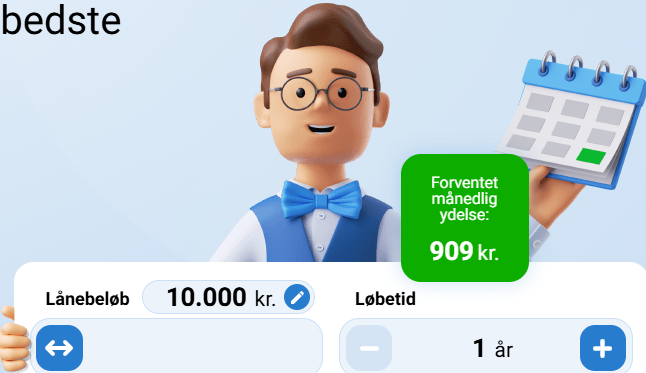 bedste
Forventet
månedlig
ydelse:
909 kr.
Lånebeløb 10.000 kr.
Løbetid
1 år